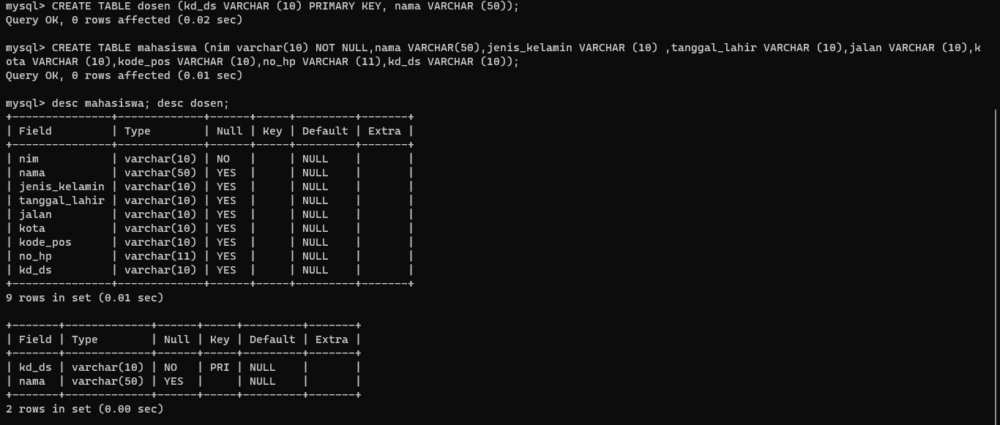 mysql> CREATE TABLE dosen (kd_ds VARCHAR (10) PRIMARY KEY, nama VARCHAR (50));
Query OK, 0 rows affected (0.02 sec)

mysql> CREATE TABLE mahasiswa (nim varchar(10) NOT NULL,nama VARCHAR(50),jenis_kelamin VARCHAR (10) ,tanggal_lahir VARCHAR (10),jalan VARCHAR (10),k
ota VARCHAR (10),kode_pos VARCHAR (10),no_hp VARCHAR (11),kd_ds VARCHAR (10));
Query OK, 0 rows affected (0.01 sec)

mysql> desc mahasiswa; desc dosen;
+---------------+-------------+------+-----+---------+-------+
| Field         | Type        | Null | Key | Default | Extra |
+---------------+-------------+------+-----+---------+-------+
| nim           | varchar(10) | NO   |     | NULL    |       |
| nama          | varchar(50) | YES  |     | NULL    |       |
| jenis_kelamin | varchar(10) | YES  |     | NULL    |       |
| tanggal_lahir | varchar(10) | YES  |     | NULL    |       |
| jalan         | varchar(10) | YES  |     | NULL    |       |
| kota          | varchar(10) | YES  |     | NULL    |       |
| kode_pos      | varchar(10) | YES  |     | NULL    |       |
| no_hp         | varchar(11) | YES  |     | NULL    |       |
| kd_ds         | varchar(10) | YES  |     | NULL    |       |
+---------------+-------------+------+-----+---------+-------+
9 rows in set (0.01 sec)

+-------+-------------+------+-----+---------+-------+
| Field | Type        | Null | Key | Default | Extra |
+-------+-------------+------+-----+---------+-------+
| kd_ds | varchar(10) | NO   | PRI | NULL    |       |
| nama  | varchar(50) | YES  |     | NULL    |       |
+-------+-------------+------+-----+---------+-------+
2 rows in set (0.00 sec)